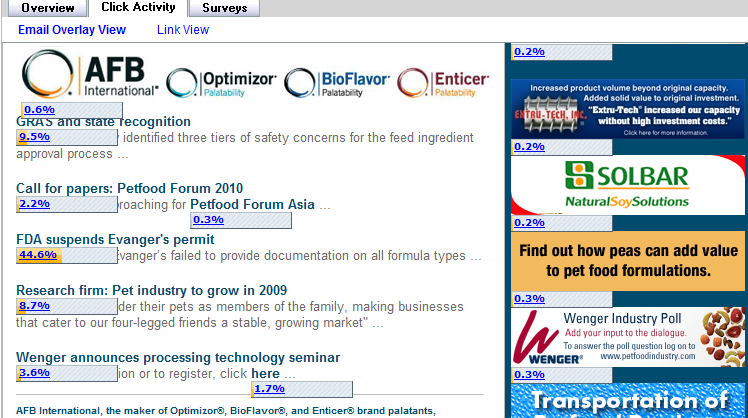 Overview Click Activity Surveys
Email Overlay View Link View
AFB International®
Optimizor® Palatability
BioFlavor® Palatability
Enticer® Palatability
0.6%
GRAS and state recognition
9.5% identified three tiers of safety concerns for the feed ingredient
approval process ...
Call for papers: Petfood Forum 2010
2.2% roaching for Petfood Forum Asia ...
0.3%
FDA suspends Evanger's permit
44.6% Evanger's failed to provide documentation on all formula types ...
Research firm: Pet industry to grow in 2009
8.7% der their pets as members of the family, making businesses
that cater to our four-legged friends a stable, growing market" ...
Wenger announces processing technology seminar
3.6% ion or to register, click here ...
1.7%
AFB International, the maker of Optimizor®, BioFlavor®, and Enticer® brand palatants,
0.2%
Increased product volume beyond original capacity.
Added solid value to original investment.
"Extru-Tech® increased our capacity
without high investment costs."
EXTRU-TECH, INC.
Click here for more information.
0.2%
SOLBAR
NaturalSoySolutions
0.2%
Find out how peas can add value
to pet food formulations.
0.3%
Wenger Industry Poll
Add your input to the dialogue.
To answer the poll question log on to
www.petfoodindustry.com
WENGER®
0.3%
Transportation of